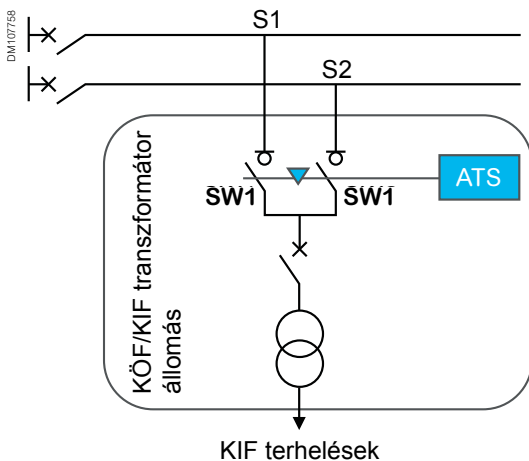 DM107758
S1
S2
ATS
SW1
SW1
KÖF/KIF transzformátor
állomás
KIF terhelések